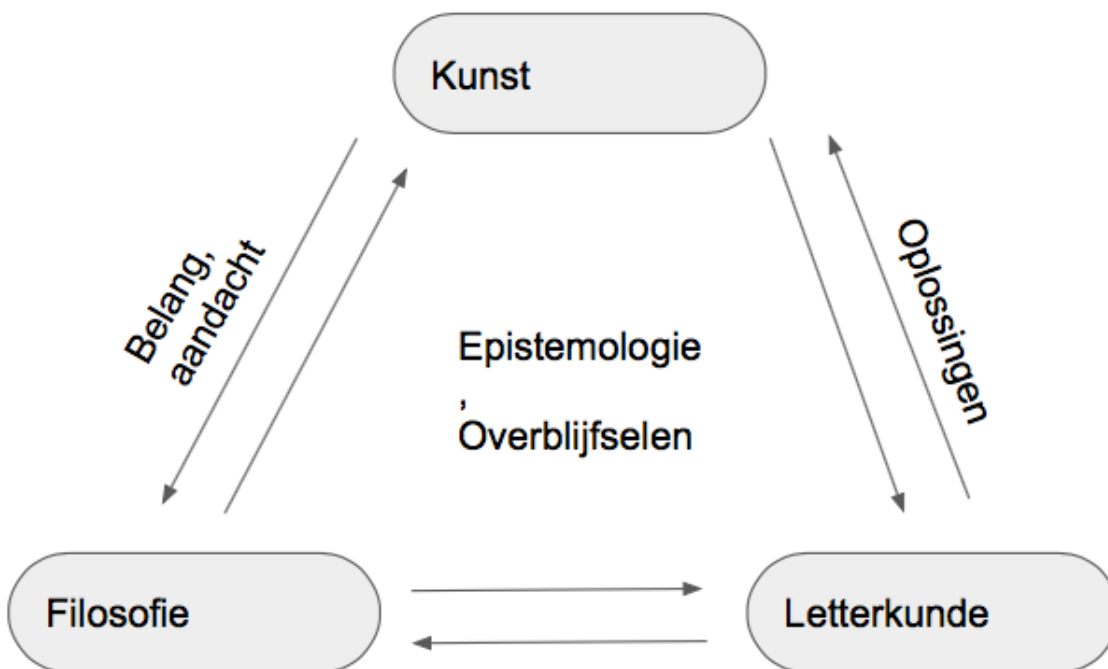 Kunst
Belang,
aandacht
Oplossingen
Epistemologie
,
Overblijfselen
Filosofie
Letterkunde